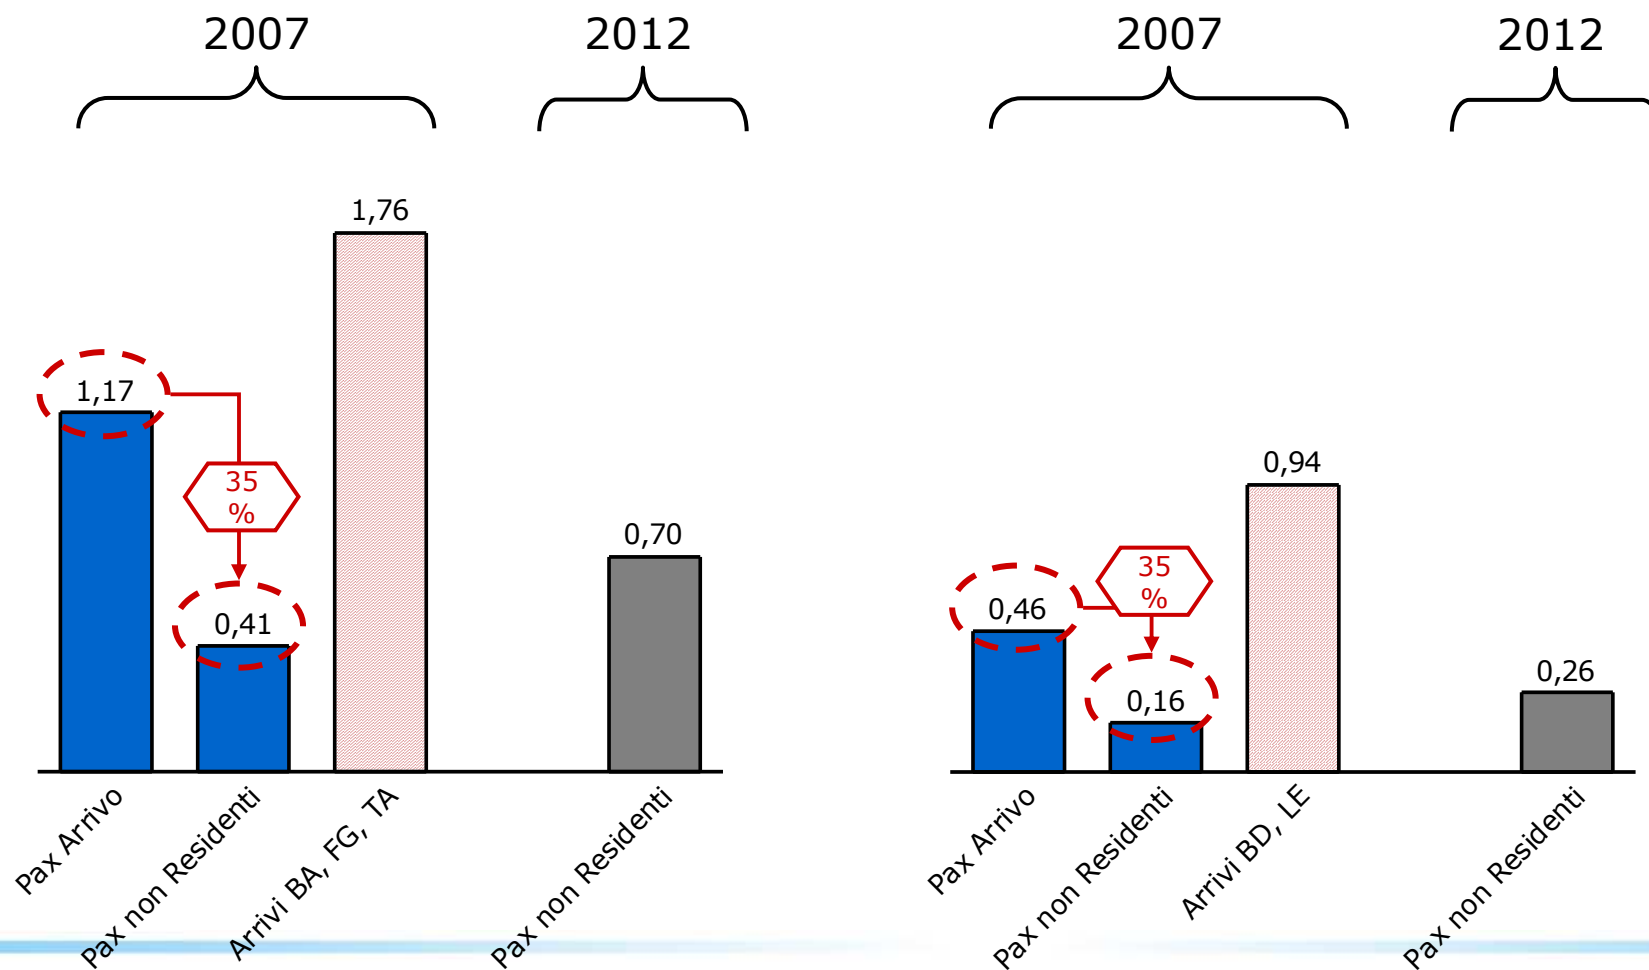 2007
2012
1,76
1,17
35
%
0,41
0,70
Pax Arrivo
Pax non Residenti
Arrivi BA, FG, TA
Pax non Residenti
2007
2012
0,94
0,46
35
%
0,16
0,26
Pax Arrivo
Pax non Residenti
Arrivi BD, LE
Pax non Residenti